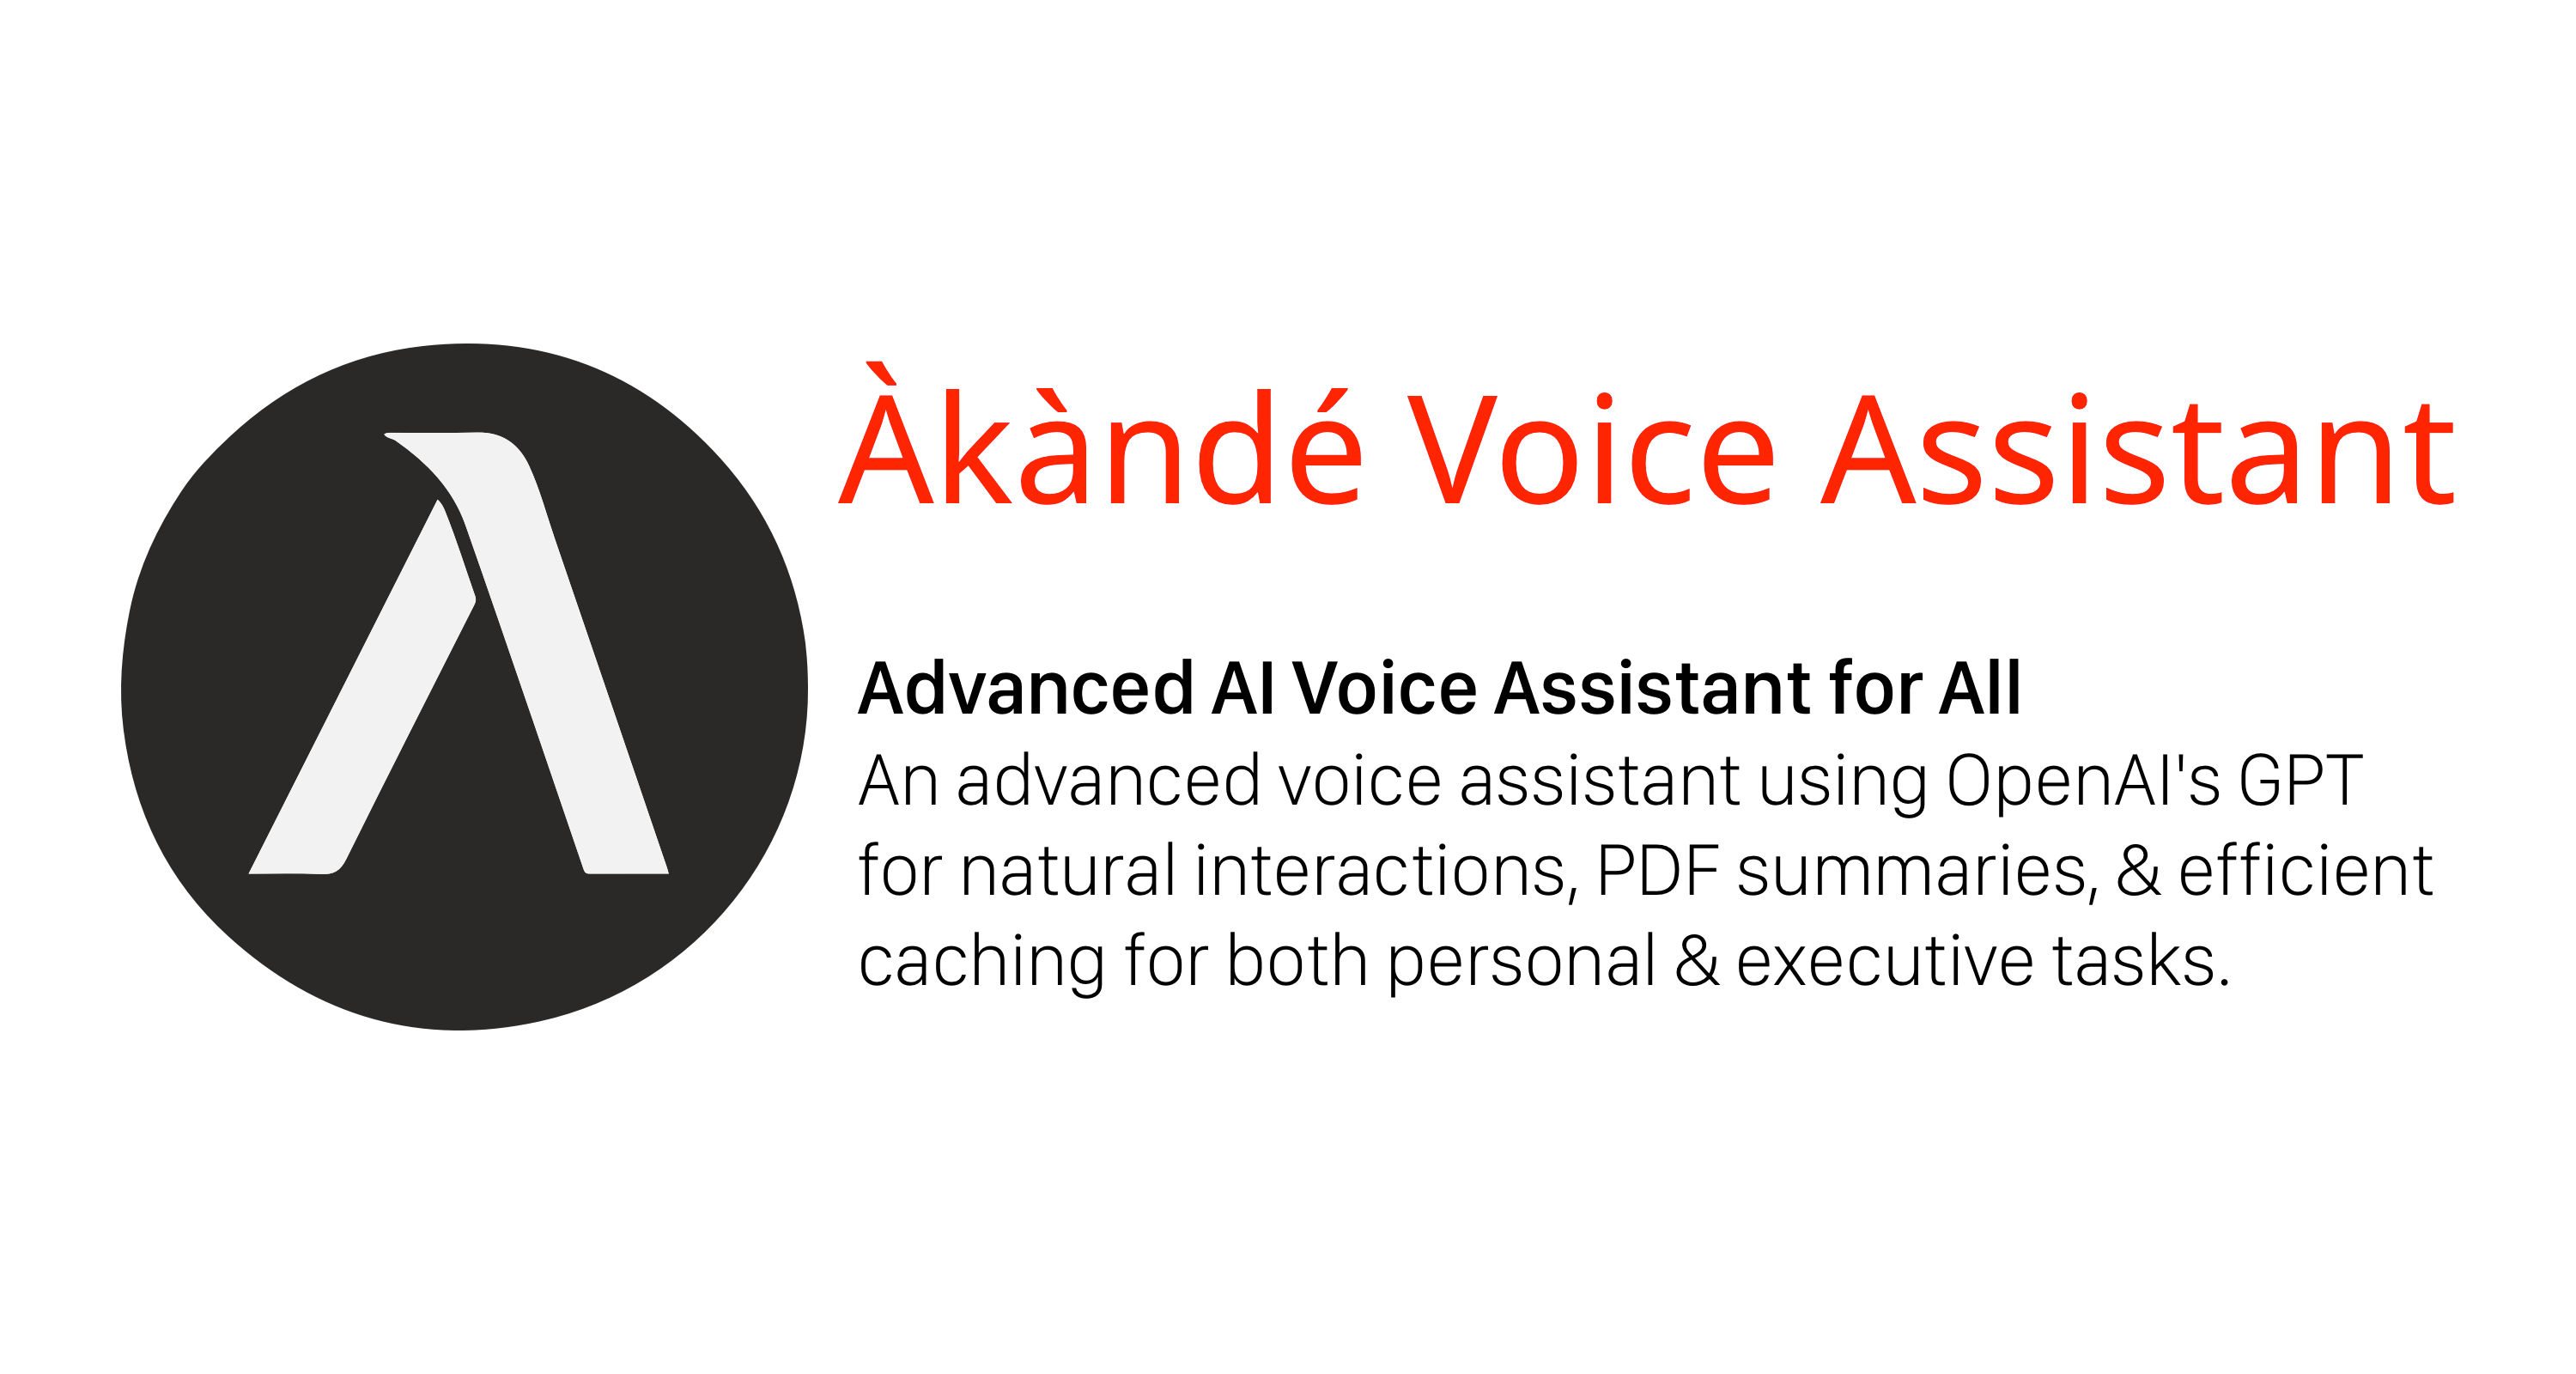 Àkàndé Voice Assistant
Advanced AI Voice Assistant for All
An advanced voice assistant using OpenAI's GPT
for natural interactions, PDF summaries, & efficient
caching for both personal & executive tasks.